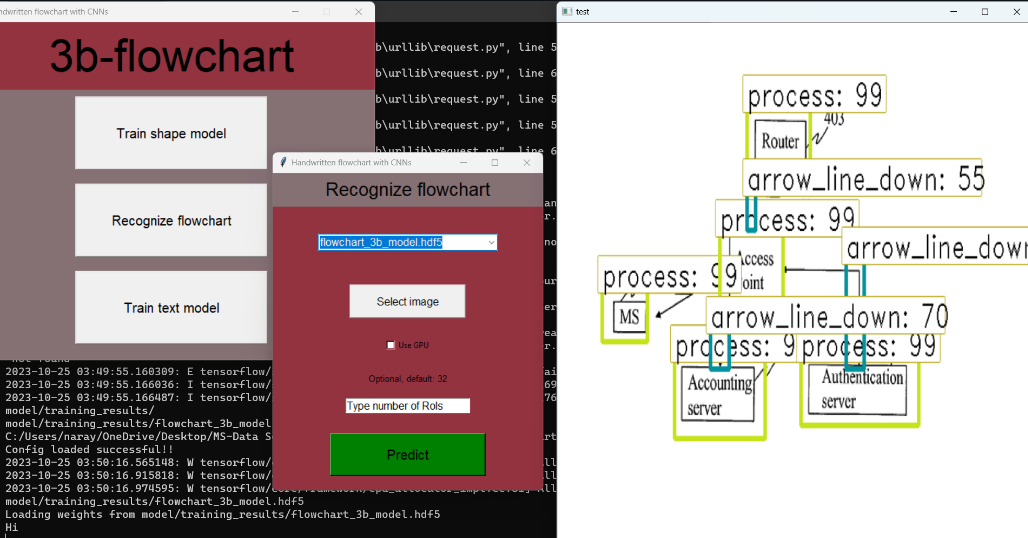 ndwritten flowchart with CNNs
3b-flowchart
Train shape model
Recognize flowchart
Train text model
b\urllib\request.py", line 5
b\urllib\request.py", line 6
b\urllib\request.py", line 5
b\urllib\request.py", line 5
b\urllib\request.py", line 6
Handwritten flowchart with CNNs
Recognize flowchart
flowchart_3b_model.hdf5
Select image
Use GPU
Optional, default: 32
Type number of RoIs
Predict
2023-10-25 03:49:55.160309: E tensorflow/
2023-10-25 03:49:55.166036: I tensorflow/
2023-10-25 03:49:55.166487: I tensorflow/
model/training_results/
model/training_results/flowchart_3b_model
C:/Users/naray/OneDrive/Desktop/MS-Data S
Config loaded successful!!
2023-10-25 03:50:16.565148: W tensorflow/
2023-10-25 03:50:16.915818: W tensorflow/
2023-10-25 03:50:16.974595: W tensorflow/
model/training_results/flowchart_3b_model.hdf5
Loading weights from model/training_results/flowchart_3b_model.hdf5
Hi
test
process: 99
403
Router
arrow_line_down: 55
process: 99
arrow_line_down
Access
oint
process: 99
MS
arrow_line_down: 70
process: 9
process: 99
Accounting
server
Authentication
server